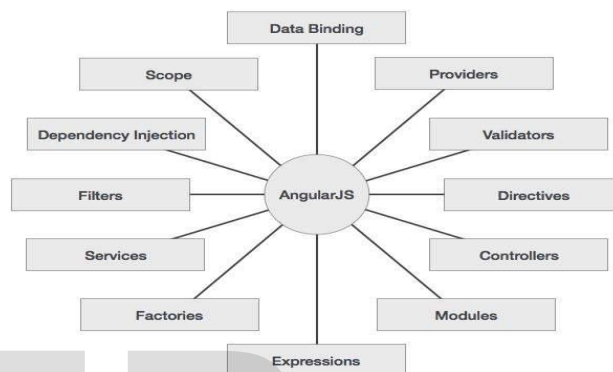 Data Binding
Scope
Providers
Dependency Injection
Validators
Filters
AngularJS
Directives
Services
Controllers
Factories
Modules
Expressions